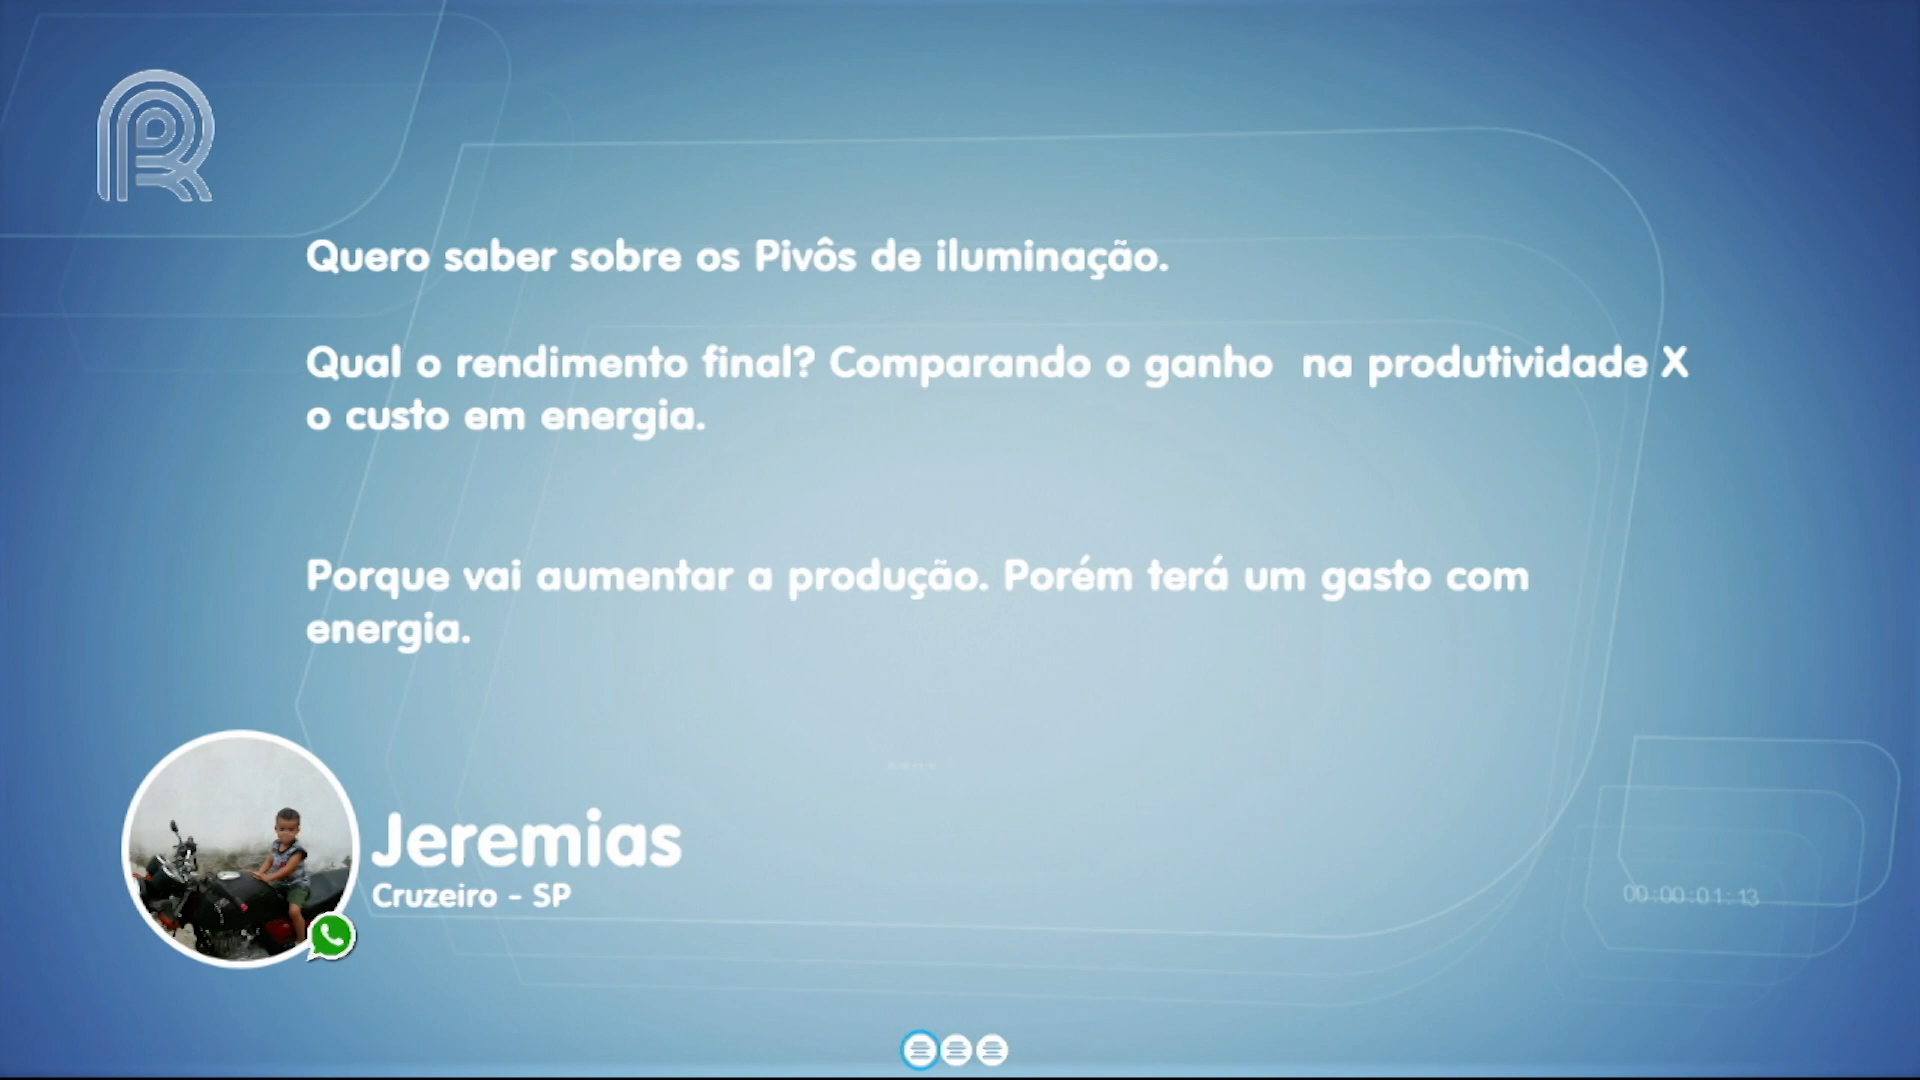 Quero saber sobre os Pivôs de iluminação.
Qual o rendimento final? Comparando o ganho na produtividade X
o custo em energia.
Porque vai aumentar a produção. Porém terá um gasto com
energia.
Jeremias
Cruzeiro - SP
00:00:01:13